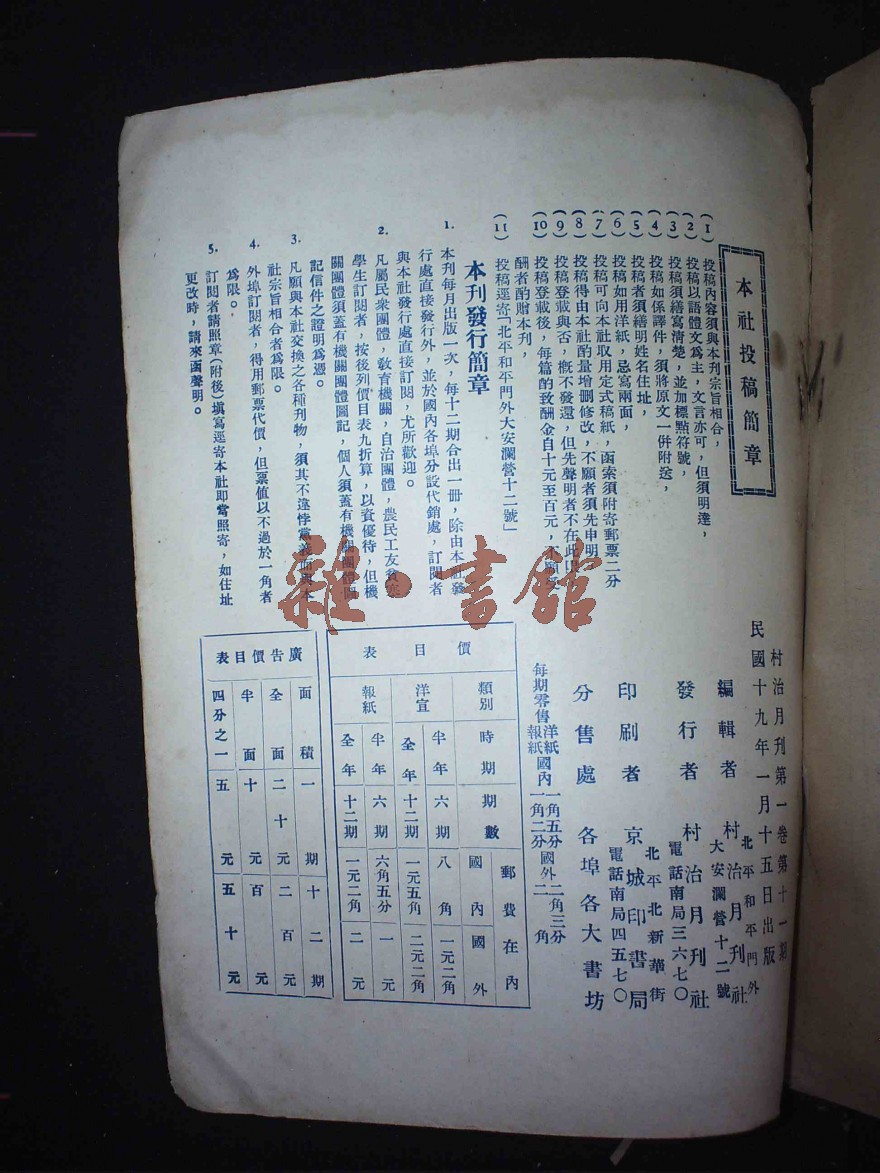 本社投稿簡章
(1) 投稿內容須與本刊宗旨相合，
(2) 投稿以語體文為主，文言亦可，但須明達，
(3) 投稿須繕寫清楚，並加標點符號，
(4) 投稿如係譯件，須將原文一併附送，
(5) 投稿者須繕明姓名住址，
(6) 投稿如用洋紙，忌寫兩面，
(7) 投稿可向本社取用定式稿紙，函索須附寄郵票二分
(8) 投稿得由本社酌量增删修改，不願者須先申明
(9) 投稿登載與否，槪不發還，但先聲明者不在此
(10) 投稿登載後，每篇酌致酬金自十元至百元，不願
酬者酌贈本刊，
(11) 投稿逕寄「北平和平門外大安瀾營十二號」
本刊發行簡章
1. 本刊每月出版一次，每十二期合出一冊，除由本社發
行處直接發行外，並於國內各埠分設代銷處，訂閱者
與本社發行處直接訂閱，尤所歡迎。
2. 凡屬民衆團體，敎育機關，自治團體，農民工友貧寒
學生訂閱者，按後列價目表九折算，以資優待，但機
關團體須蓋有機關團體圖記，個人須蓋有機關團體圖
記信件之證明爲憑。
3. 凡願與本社交換之各種刊物，須其不違悖黨義而與本
社宗旨相合者爲限。
4. 外埠訂閱者，得用郵票代價，但票值以不過於一角者
爲限。
5. 訂閱者請照章(附後)塡寫逕寄本社卽當照寄，如住址
更改時，請來函聲明。
村治月刊第一卷第十一期
民國十九年一月十五日出版
編輯者 村治月刊社
北平和平門外
大安瀾營十二號
發行者 村治月刊社
電話南局三六七〇
印刷者 京城印書局
北平北新華街
電話南局四五七〇
分售處 各埠各大書坊
每期零售 洋紙國內一角五分 國外二角三分
報紙 一角二分 二角
價目表
類別 時期 期數 郵費在內 國內 國外
洋宣 半年 六期 八角 一元二角
全年 十二期 一元五角 二元二角
報紙 半年 六期 六角五分 一元
全年 十二期 一元二角 二元
廣告價目表
面積 一期 十二期
全面 二十元 二百元
半面 十元 百元
四分之一 五元 五十元
雜·書館